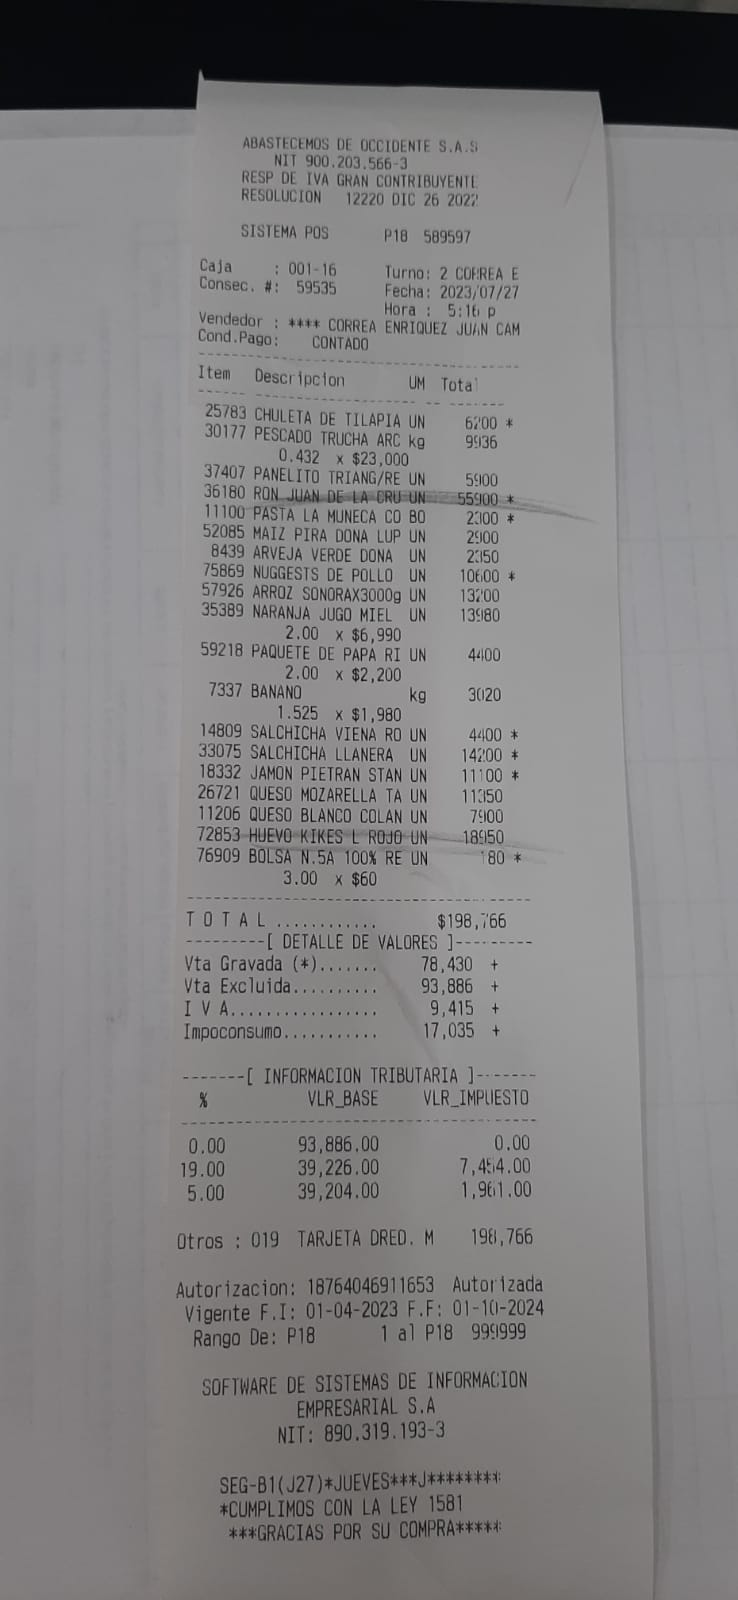 ABASTECEMOS DE OCCIDENTE S.A.S
NIT 900.203.566-3
RESP DE IVA GRAN CONTRIBUYENTE
RESOLUCION 12220 DIC 26 2022
SISTEMA POS P18 589597
Caja : 001-16 Turno: 2 CORREA E
Consec. #: 59535 Fecha: 2023/07/27
Hora : 5:16 p
Vendedor : **** CORREA ENRIQUEZ JUAN CAM
Cond.Pago: CONTADO
Item Descripcion UM Total
25783 CHULETA DE TILAPIA UN 6200 *
30177 PESCADO TRUCHA ARC kg 9936
0.432 x $23,000
37407 PANELITO TRIANG/RE UN 5900
36180 RON JUAN DE LA CRU UN 55900 *
11100 PASTA LA MUNECA CO BO 2300 *
52085 MAIZ PIRA DONA LUP UN 2900
8439 ARVEJA VERDE DONA UN 2350
75869 NUGGESTS DE POLLO UN 10600 *
57926 ARROZ SONORAX3000g UN 13200
35389 NARANJA JUGO MIEL UN 13980
2.00 x $6,990
59218 PAQUETE DE PAPA RI UN 4400
2.00 x $2,200
7337 BANANO kg 3020
1.525 x $1,980
14809 SALCHICHA VIENA RO UN 4400 *
33075 SALCHICHA LLANERA UN 14200 *
18332 JAMON PIETRAN STAN UN 11100 *
26721 QUESO MOZARELLA TA UN 11350
11206 QUESO BLANCO COLAN UN 7900
72853 HUEVO KIKES L ROJO UN 18950
76909 BOLSA N.5A 100% RE UN 180 *
3.00 x $60
T O T A L ............ $198,766
---------[ DETALLE DE VALORES ]---------
Vta Gravada (*)....... 78,430 +
Vta Excluida.......... 93,886 +
I V A................. 9,415 +
Impoconsumo........... 17,035 +
-------[ INFORMACION TRIBUTARIA ]-------
% VLR_BASE VLR_IMPUESTO
0.00 93,886.00 0.00
19.00 39,226.00 7,454.00
5.00 39,204.00 1,961.00
Otros : 019 TARJETA DRED. M 198,766
Autorizacion: 18764046911653 Autorizada
Vigente F.I: 01-04-2023 F.F: 01-10-2024
Rango De: P18 1 al P18 999999
SOFTWARE DE SISTEMAS DE INFORMACION
EMPRESARIAL S.A
NIT: 890.319.193-3
SEG-B1(J27)*JUEVES***J********
*CUMPLIMOS CON LA LEY 1581
***GRACIAS POR SU COMPRA*****